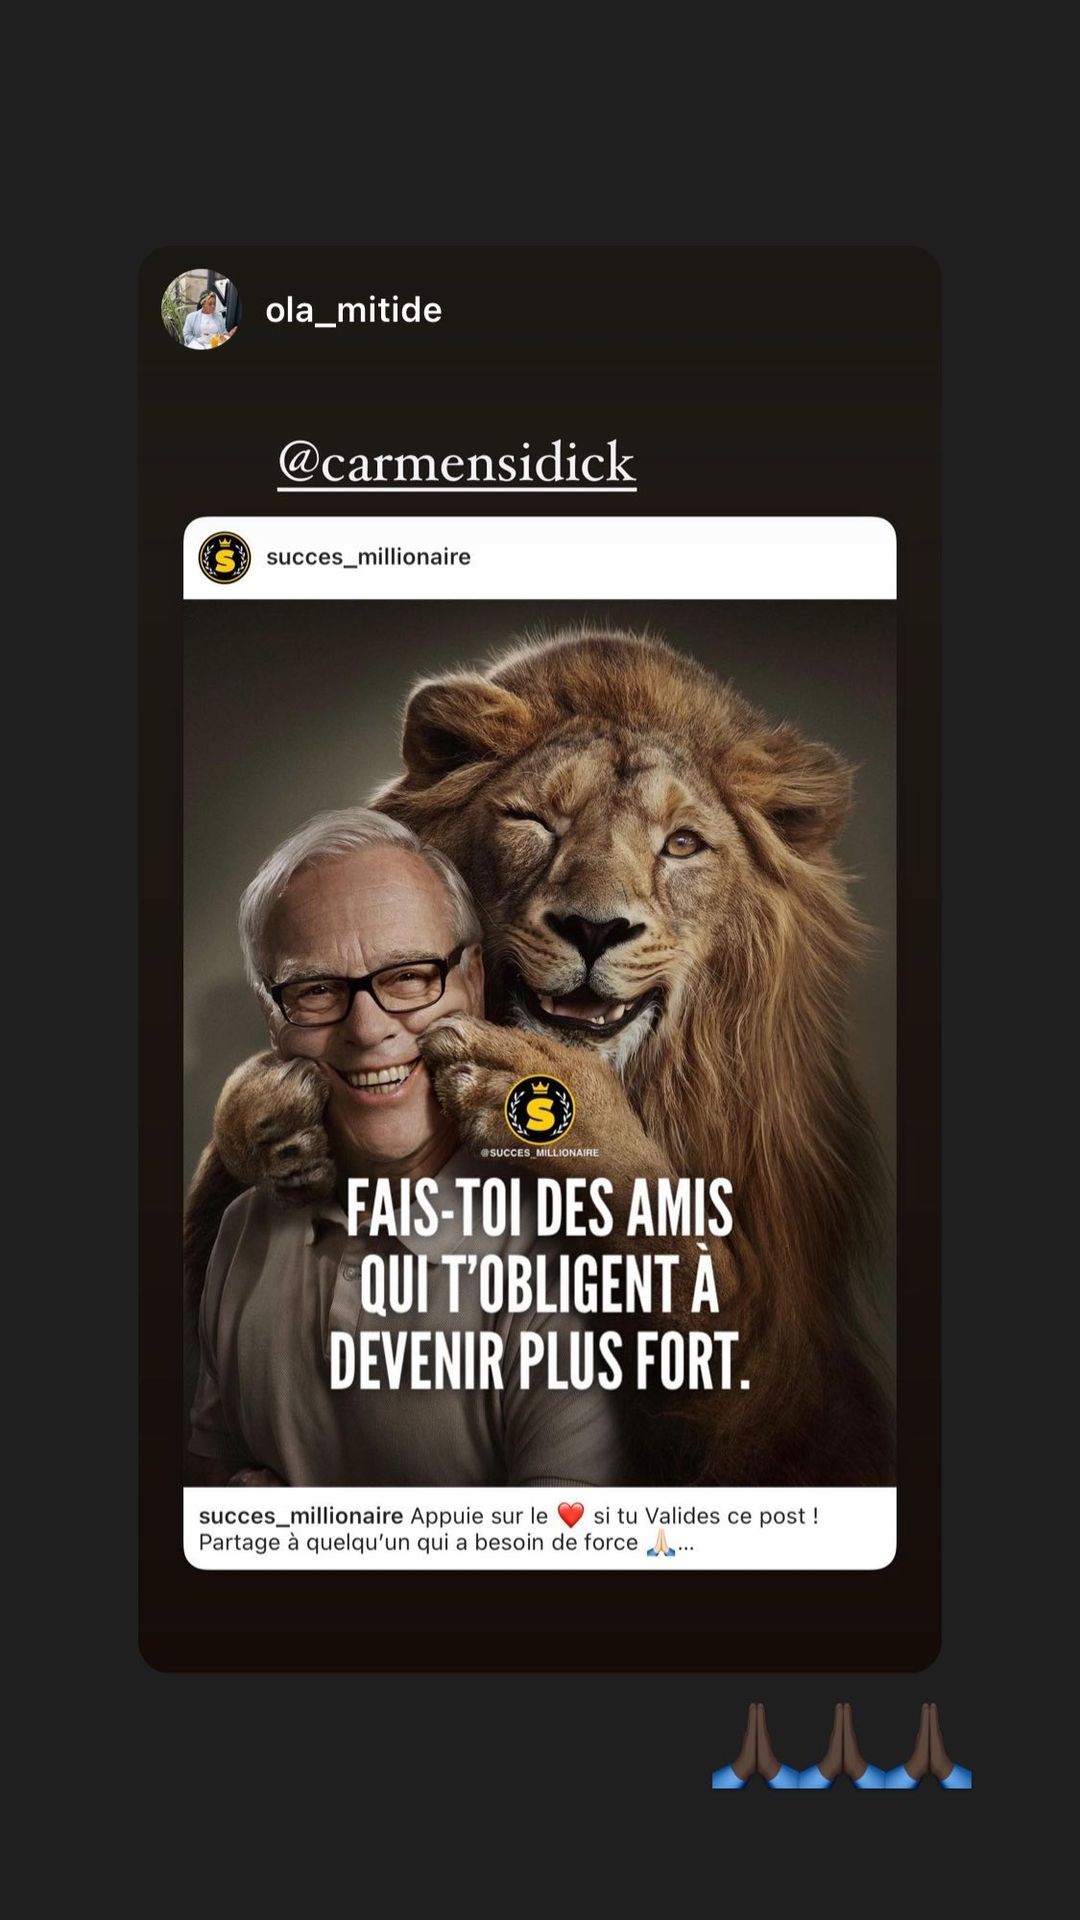 ola_mitide
@carmensidick
S
succes_millionaire
S
@SUCCES_MILLIONAIRE
FAIS-TOI DES AMIS
QUI T'OBLIGENT À
DEVENIR PLUS FORT.
succes_millionaire Appuie sur le ❤️ si tu Valides ce post !
Partage à quelqu'un qui a besoin de force 🙏🏻...
🙏🏿🙏🏿🙏🏿